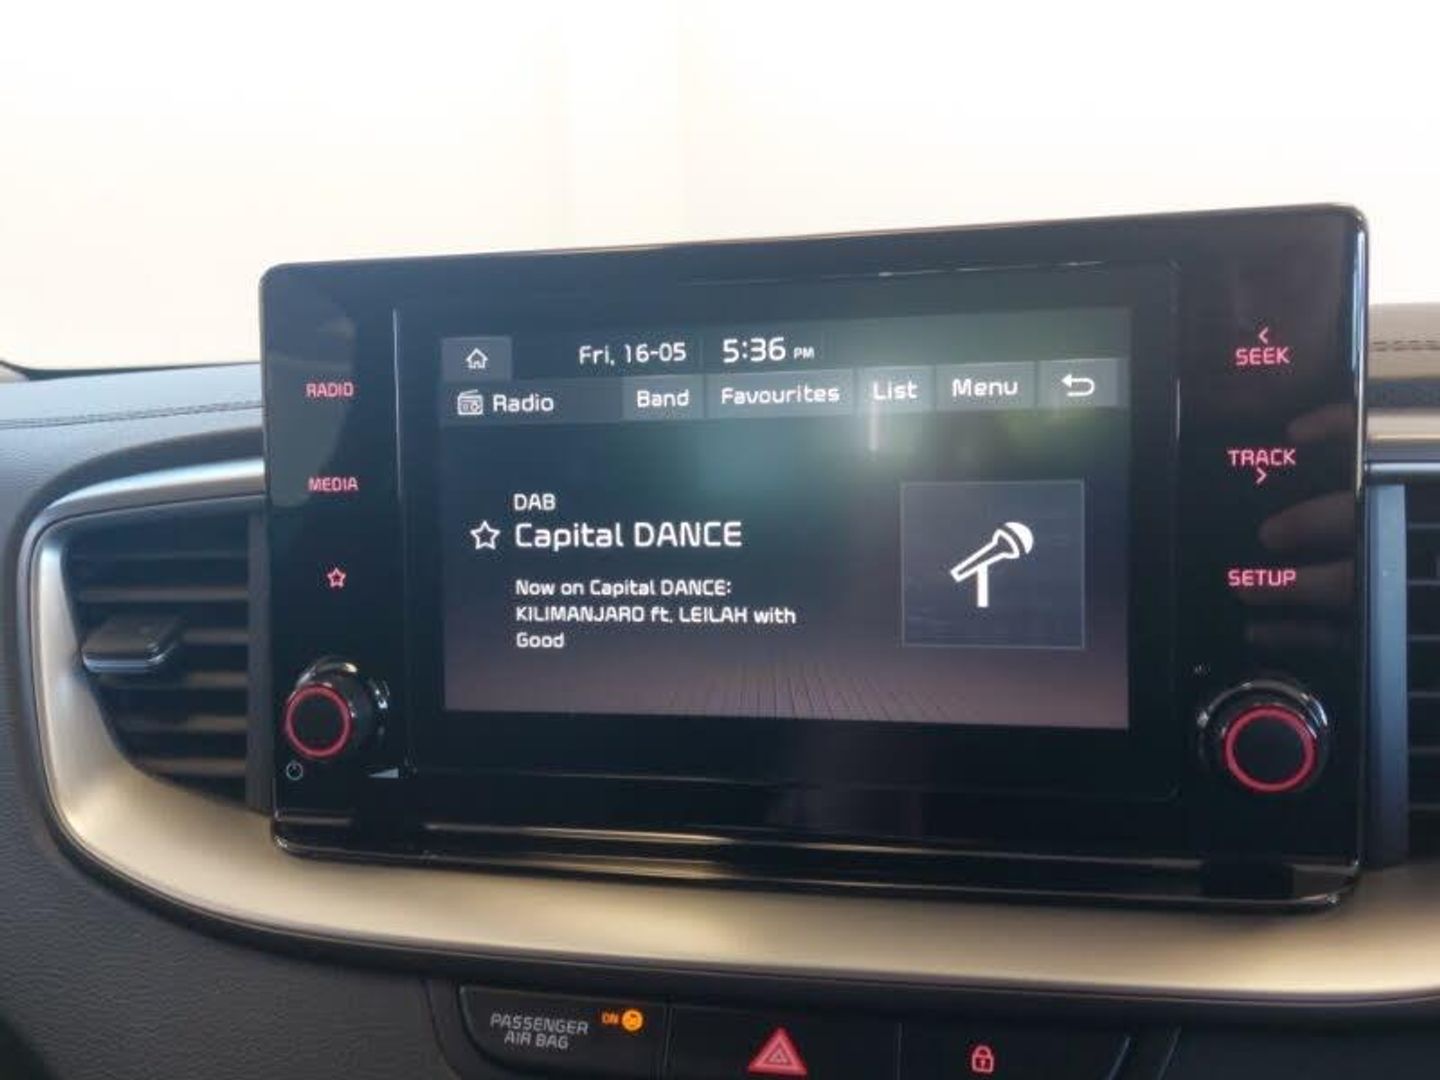 Fri, 16-05 5:36 PM
RADIO
Radio Band Favourites List Menu
< SEEK
TRACK >
MEDIA
DAB
Capital DANCE
Now on Capital DANCE:
KILIMANJARO ft. LEILAH with
Good
SETUP
PASSENGER AIR BAG ON